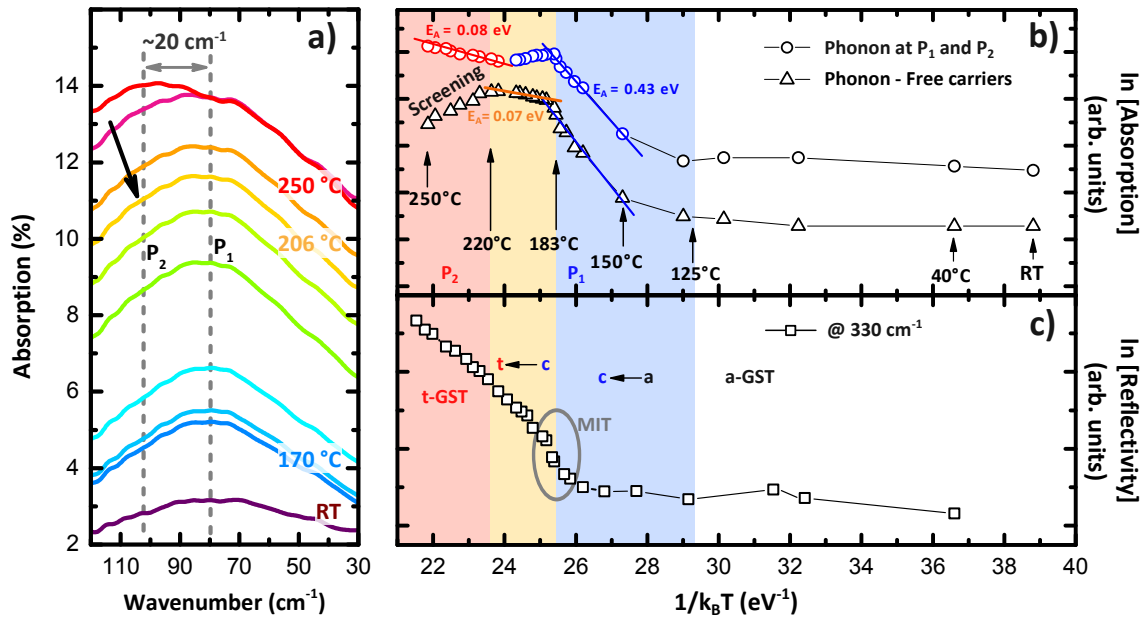 a)
~20 cm⁻¹
250 °C
206 °C
P₂
P₁
170 °C
RT
14
12
10
8
6
4
2
Absorption (%)
110 90 70 50 30
Wavenumber (cm⁻¹)
b)
E_A = 0.08 eV
Phonon at P₁ and P₂
Phonon - Free carriers
E_A = 0.43 eV
Screening
E_A = 0.07 eV
250°C
220°C
183°C
150°C
125°C
40°C
RT
P₂
P₁
ln [Absorption]
(arb. units)
c)
@ 330 cm⁻¹
t ← c
c ← a
a-GST
t-GST
MIT
ln [Reflectivity]
(arb. units)
22 24 26 28 30 32 34 36 38 40
1/k_BT (eV⁻¹)